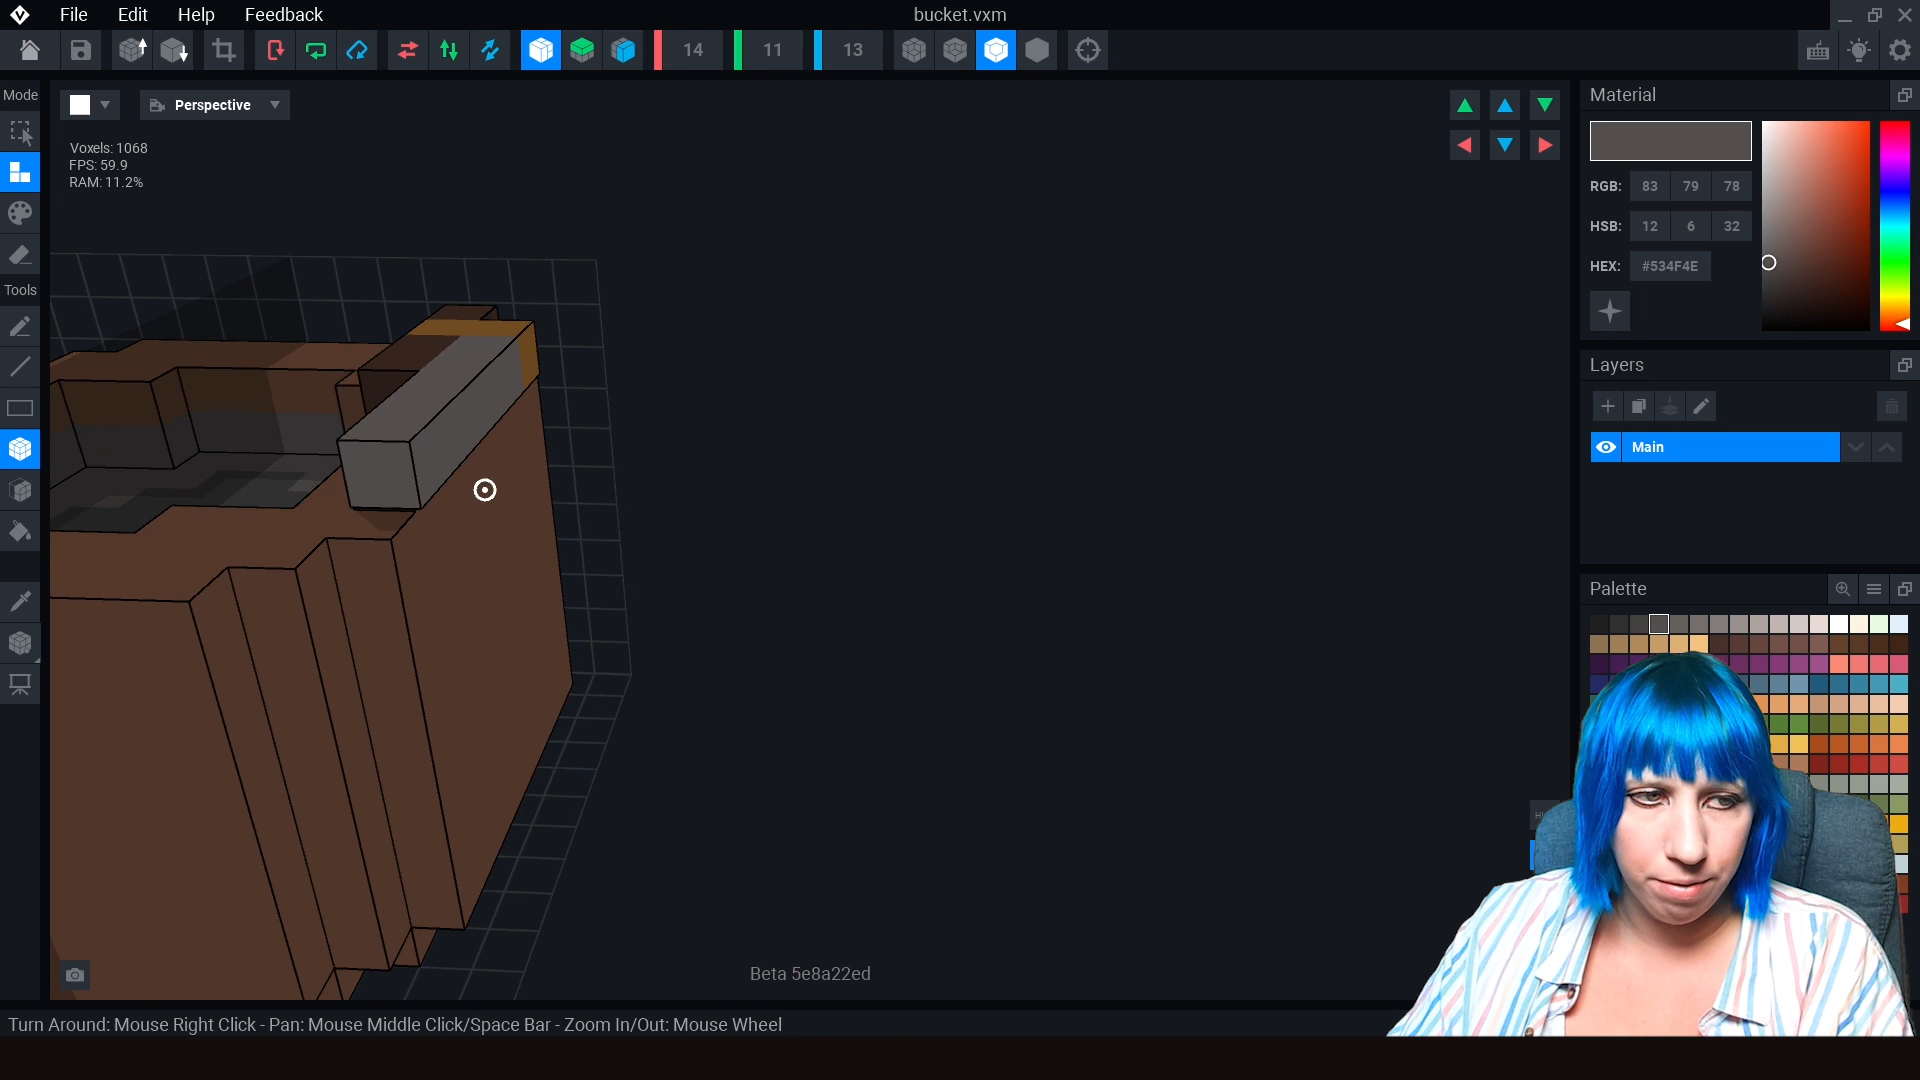 File Edit Help Feedback
bucket.vxm
14 11 13
Mode
Tools
Perspective
Voxels: 1068
FPS: 59.9
RAM: 11.2%
Material
RGB: 83 79 78
HSB: 12 6 32
HEX: #534F4E
Layers
Main
Palette
Beta 5e8a22ed
Turn Around: Mouse Right Click - Pan: Mouse Middle Click/Space Bar - Zoom In/Out: Mouse Wheel